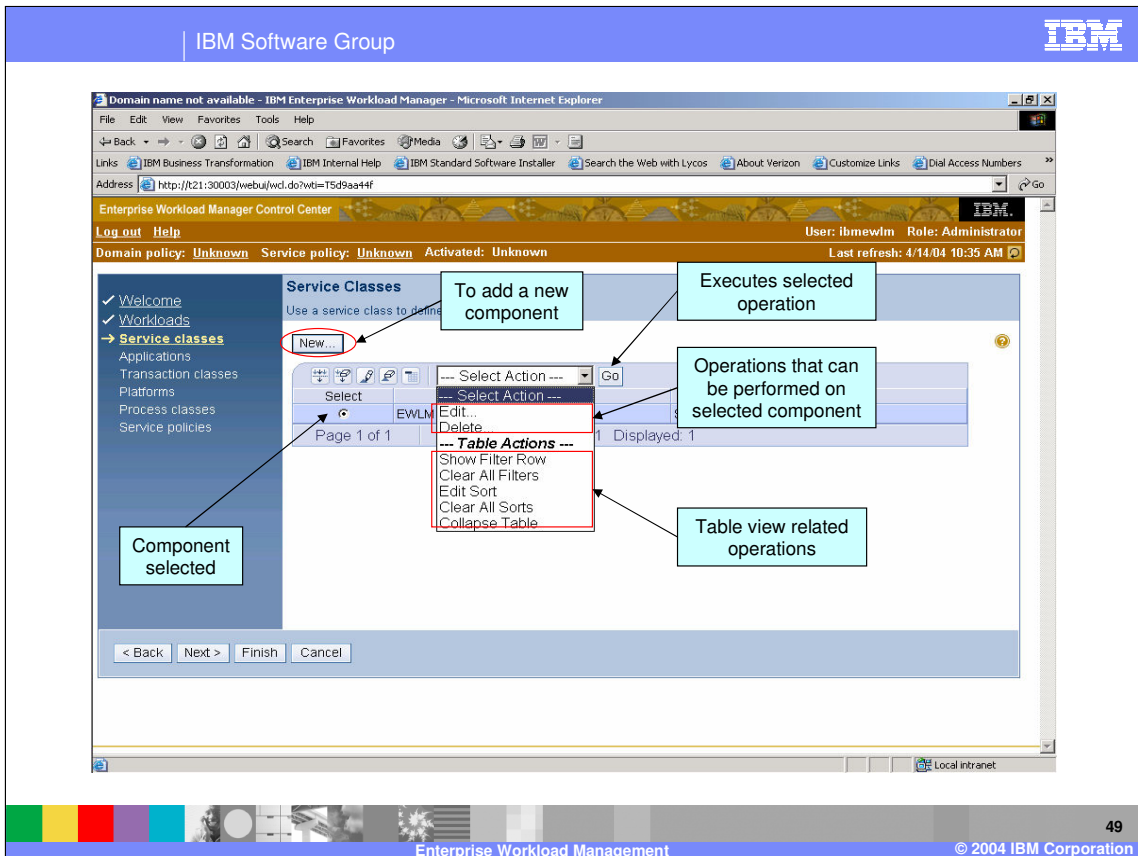 IBM Software Group
IBM
Domain name not available - IBM Enterprise Workload Manager - Microsoft Internet Explorer
File Edit View Favorites Tools Help
Back Search Favorites Media
Links IBM Business Transformation IBM Internal Help IBM Standard Software Installer Search the Web with Lycos About Verizon Customize Links Dial Access Numbers »
Address http://t21:30003/webui/wcl.do?wti=T5d9aa44f Go
Enterprise Workload Manager Control Center IBM.
Log out Help User: ibmewlm Role: Administrator
Domain policy: Unknown Service policy: Unknown Activated: Unknown Last refresh: 4/14/04 10:35 AM
Welcome
Workloads
Service classes
Applications
Transaction classes
Platforms
Process classes
Service policies
Service Classes
Use a service class to define
To add a new
component
Executes selected
operation
New...
--- Select Action --- Go
Operations that can
be performed on
selected component
Select
EWLM
Page 1 of 1
1 Displayed: 1
--- Select Action ---
Edit...
Delete...
--- Table Actions ---
Show Filter Row
Clear All Filters
Edit Sort
Clear All Sorts
Collapse Table
Component
selected
Table view related
operations
< Back Next > Finish Cancel
Local intranet
49
Enterprise Workload Management
© 2004 IBM Corporation